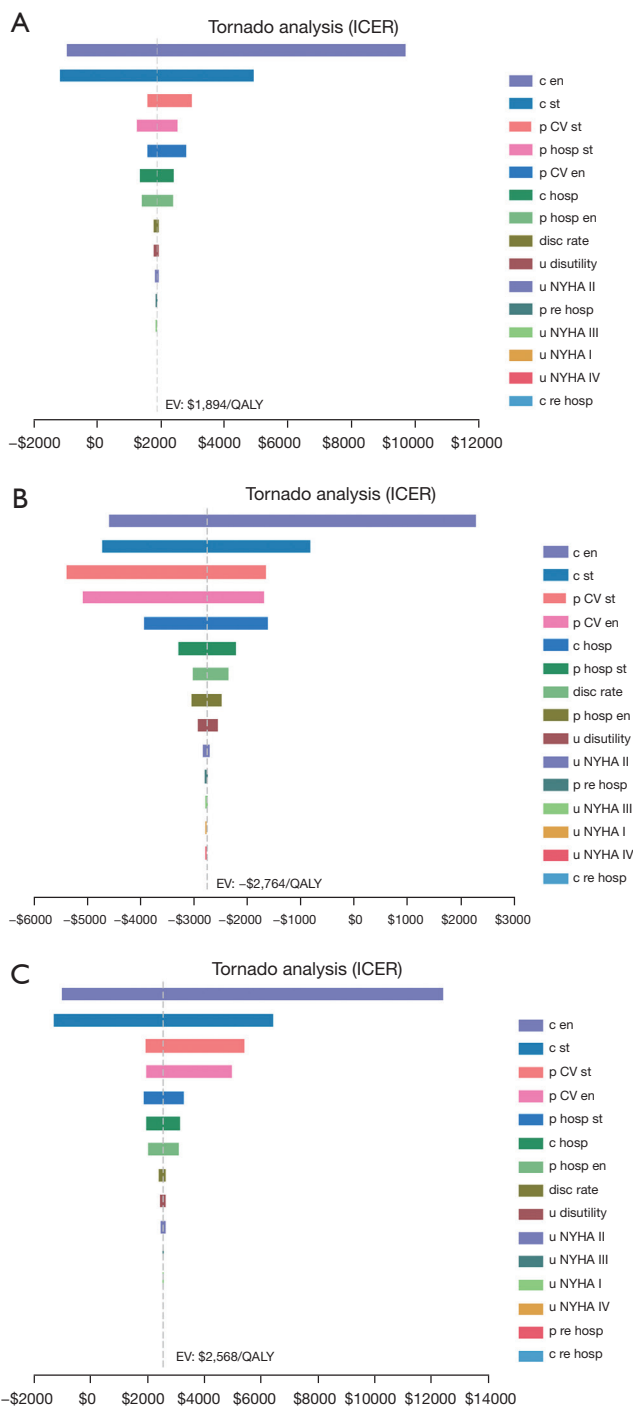 A
Tornado analysis (ICER)
c en
c st
p CV st
p hosp st
p CV en
c hosp
p hosp en
disc rate
u disutility
u NYHA II
p re hosp
u NYHA III
u NYHA I
u NYHA IV
c re hosp
EV: $1,894/QALY
−$2000 $0 $2000 $4000 $6000 $8000 $10000 $12000
B
Tornado analysis (ICER)
c en
c st
p CV st
p CV en
c hosp
p hosp st
disc rate
p hosp en
u disutility
u NYHA II
p re hosp
u NYHA III
u NYHA I
u NYHA IV
c re hosp
EV: −$2,764/QALY
-$6000 -$5000 -$4000 -$3000 -$2000 -$1000 $0 $1000 $2000 $3000
C
Tornado analysis (ICER)
c en
c st
p CV st
p CV en
p hosp st
c hosp
p hosp en
disc rate
u disutility
u NYHA II
u NYHA III
u NYHA I
u NYHA IV
p re hosp
c re hosp
EV: $2,568/QALY
−$2000 $0 $2000 $4000 $6000 $8000 $10000 $12000 $14000